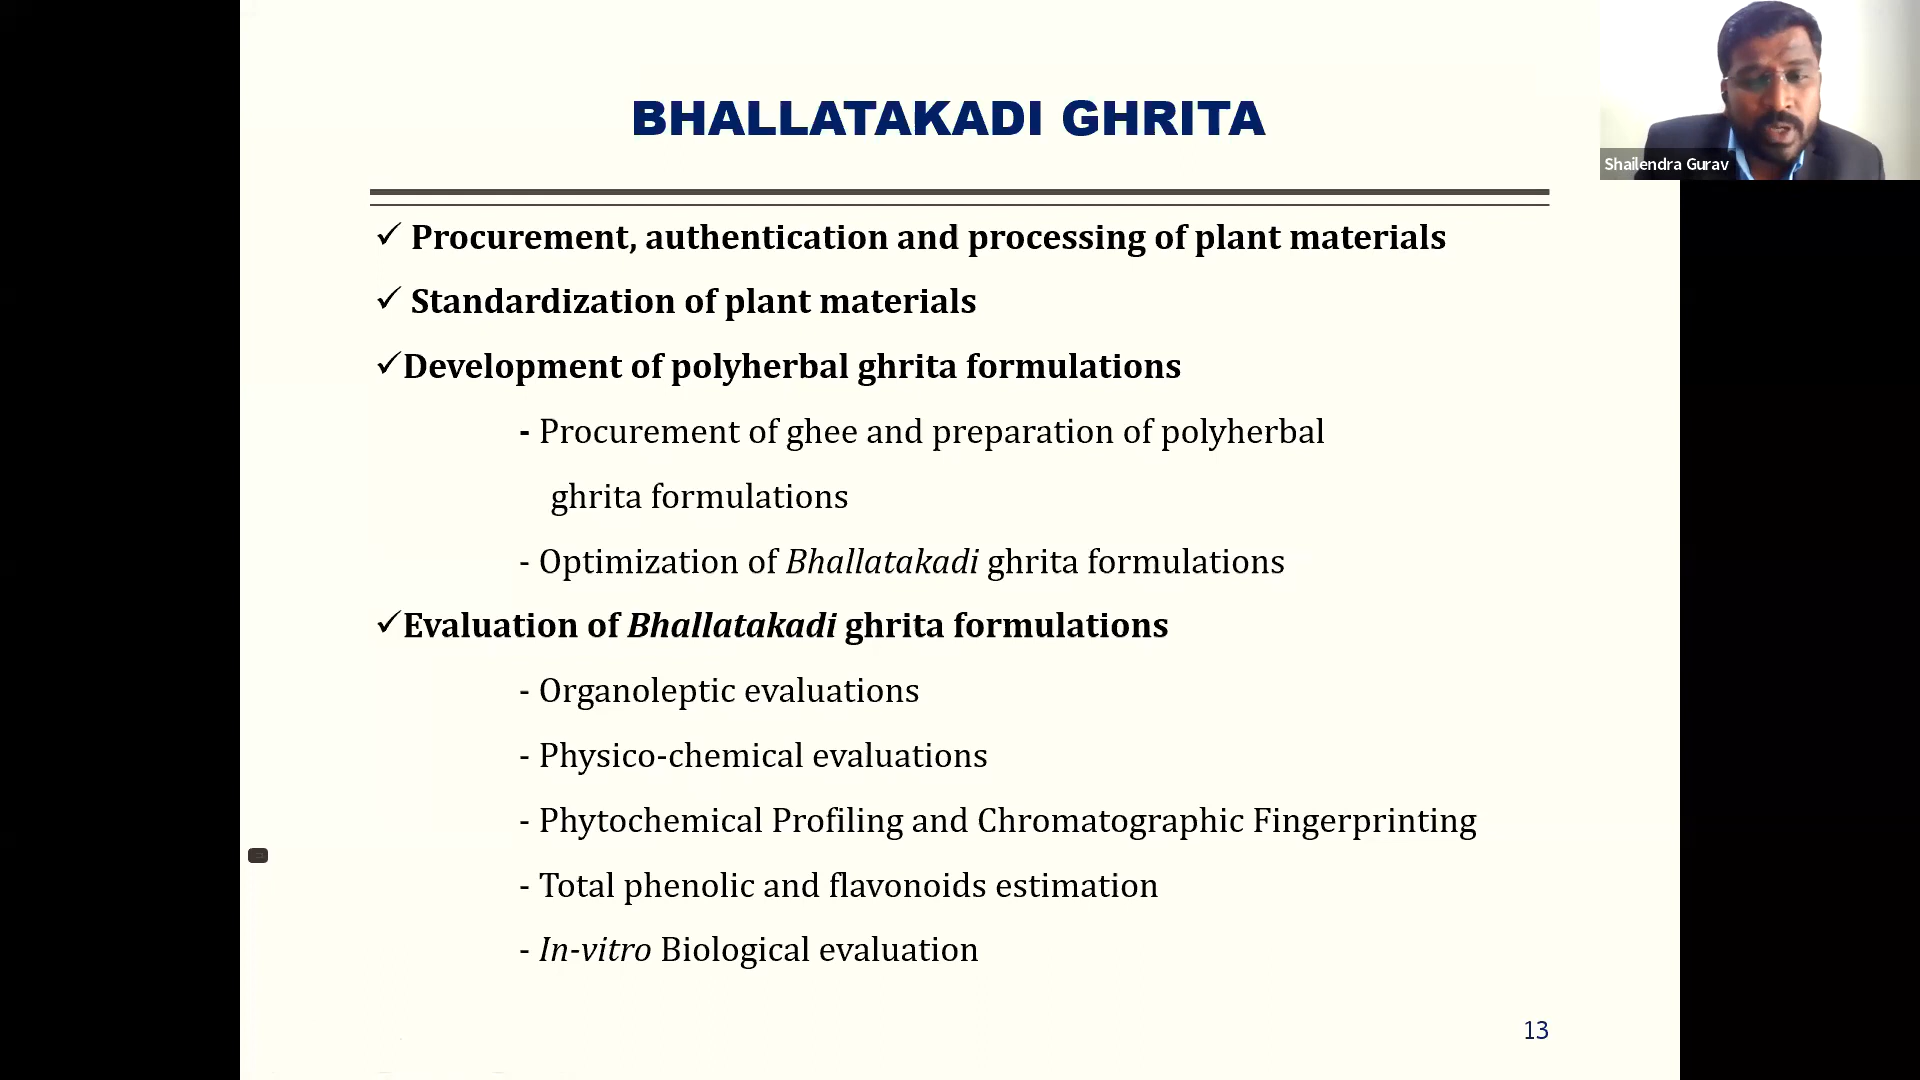 BHALLATAKADI GHRITA
Shailendra Gurav
✓ Procurement, authentication and processing of plant materials
✓ Standardization of plant materials
✓Development of polyherbal ghrita formulations
- Procurement of ghee and preparation of polyherbal
ghrita formulations
- Optimization of Bhallatakadi ghrita formulations
✓Evaluation of Bhallatakadi ghrita formulations
- Organoleptic evaluations
- Physico-chemical evaluations
- Phytochemical Profiling and Chromatographic Fingerprinting
- Total phenolic and flavonoids estimation
- In-vitro Biological evaluation
13